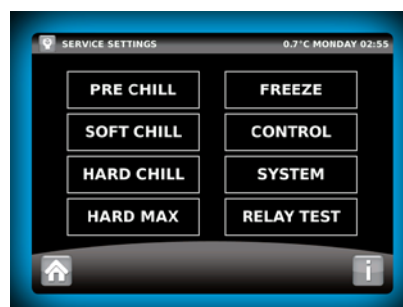 SERVICE SETTINGS 0.7°C MONDAY 02:55
PRE CHILL FREEZE
SOFT CHILL CONTROL
HARD CHILL SYSTEM
HARD MAX RELAY TEST
i